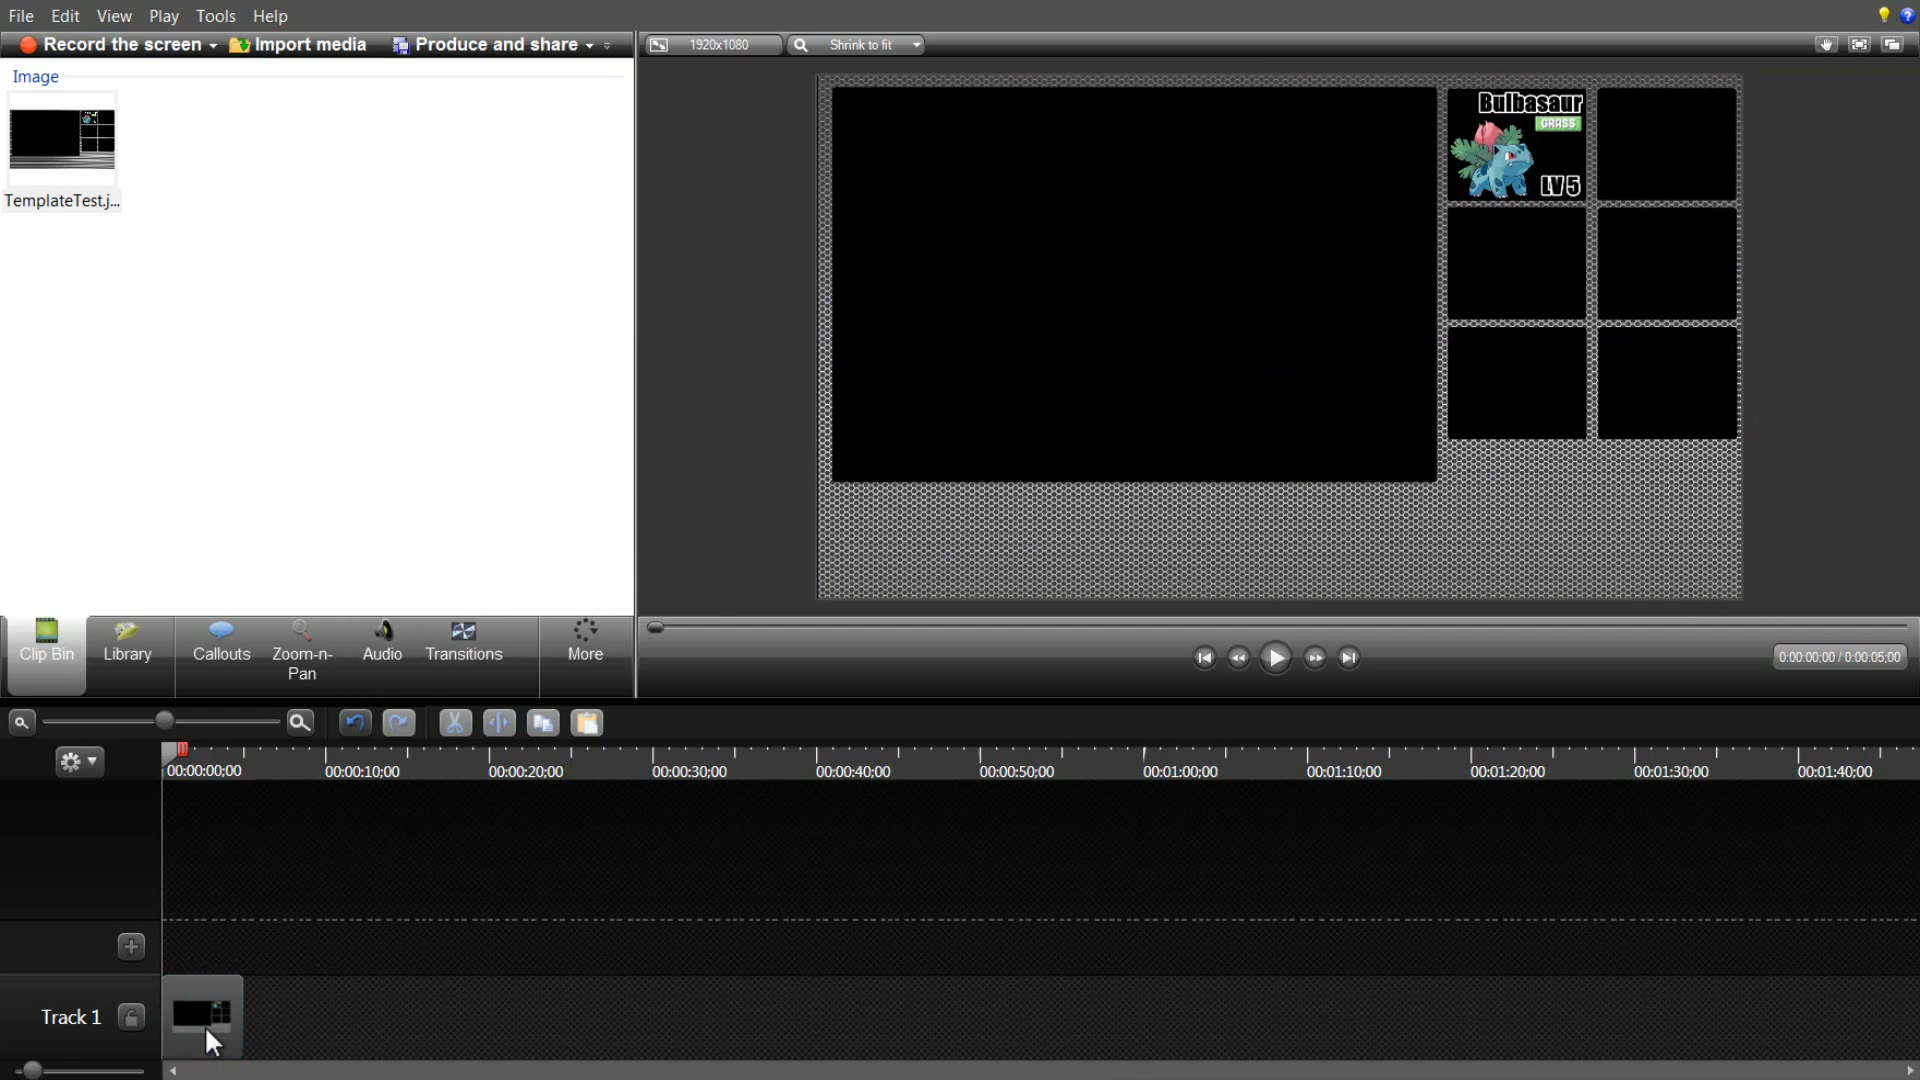 File Edit View Play Tools Help
Record the screen Import media Produce and share 1920x1080 Shrink to fit
Image
TemplateTest.j...
Bulbasaur
GRASS
LV 5
Clip Bin Library Callouts Zoom-n-Pan Audio Transitions More
0:00:00;00 / 0:00:05;00
00:00:00;00 00:00:10;00 00:00:20;00 00:00:30;00 00:00:40;00 00:00:50;00 00:01:00;00 00:01:10;00 00:01:20;00 00:01:30;00 00:01:40;00
Track 1